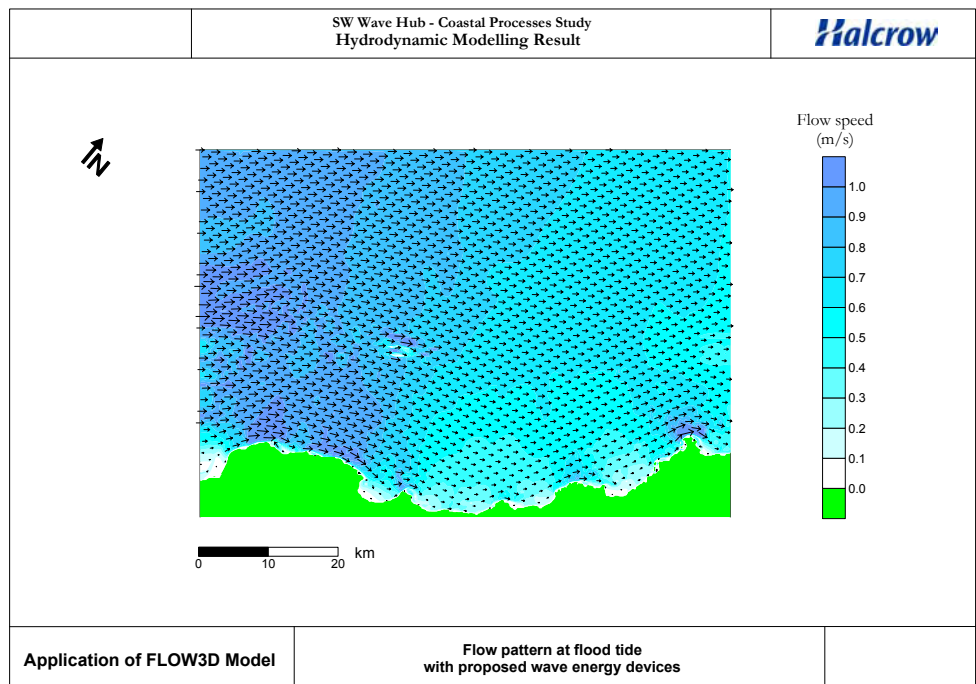 SW Wave Hub - Coastal Processes Study
Hydrodynamic Modelling Result
Halcrow
N
Flow speed
(m/s)
1.0
0.9
0.8
0.7
0.6
0.5
0.4
0.3
0.2
0.1
0.0
km
0 10 20
Application of FLOW3D Model
Flow pattern at flood tide
with proposed wave energy devices